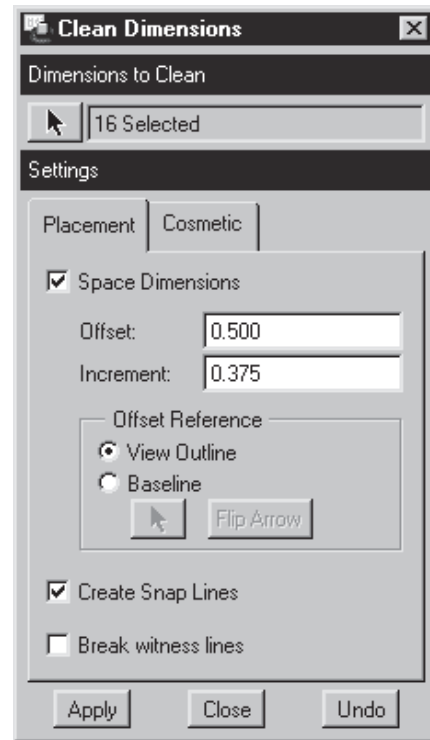 Clean Dimensions
Dimensions to Clean
16 Selected
Settings
Placement Cosmetic
Space Dimensions
Offset: 0.500
Increment: 0.375
Offset Reference
View Outline
Baseline
Flip Arrow
Create Snap Lines
Break witness lines
Apply Close Undo